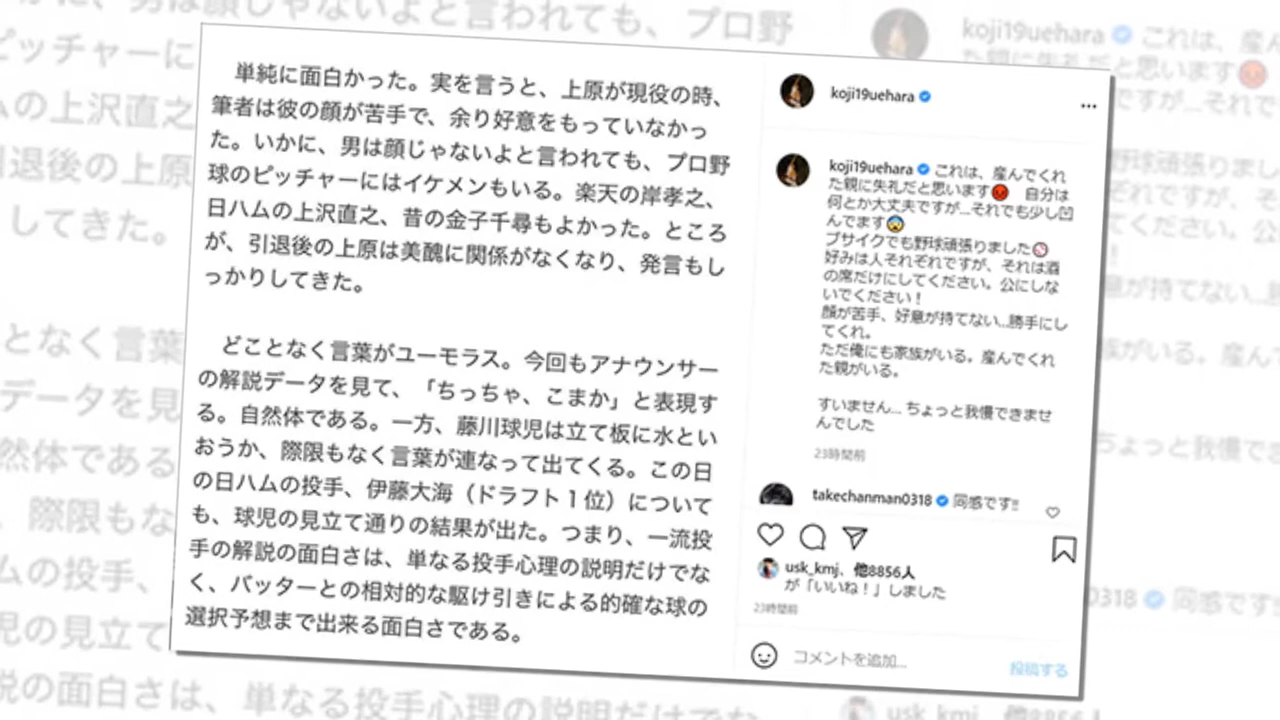 単純に面白かった。実を言うと、上原が現役の時、
筆者は彼の顔が苦手で、余り好意をもっていなかっ
た。いかに、男は顔じゃないよと言われても、プロ野
球のピッチャーにはイケメンもいる。楽天の岸孝之、
日ハムの上沢直之、昔の金子千尋もよかった。ところ
が、引退後の上原は美醜に関係がなくなり、発言もし
っかりしてきた。
どことなく言葉がユーモラス。今回もアナウンサー
の解説データを見て、「ちっちゃ、こまか」と表現す
る。自然体である。一方、藤川球児は立て板に水とい
おうか、際限もなく言葉が連なって出てくる。この日
の日ハムの投手、伊藤大海（ドラフト１位）について
も、球児の見立て通りの結果が出た。つまり、一流投
手の解説の面白さは、単なる投手心理の説明だけでな
く、バッターとの相対的な駆け引きによる的確な球の
選択予想まで出来る面白さである。
koji19uehara
koji19uehara これは、産んでくれ
た親に失礼だと思います😡 自分は
何とか大丈夫ですが...それでも少し凹
んでます😨
ブサイクでも野球頑張りました⚾
好みは人それぞれですが、それは酒
の席だけにしてください。公にしな
いでください！
顔が苦手、好意が持てない...勝手にし
てくれ。
ただ俺にも家族がいる。産んでくれ
た親がいる。
すいません... ちょっと我慢できませ
んでした
23時間前
takechanman0318 同感です‼
usk_kmj、他8856人
が「いいね！」しました
23時間前
コメントを追加...
投稿する